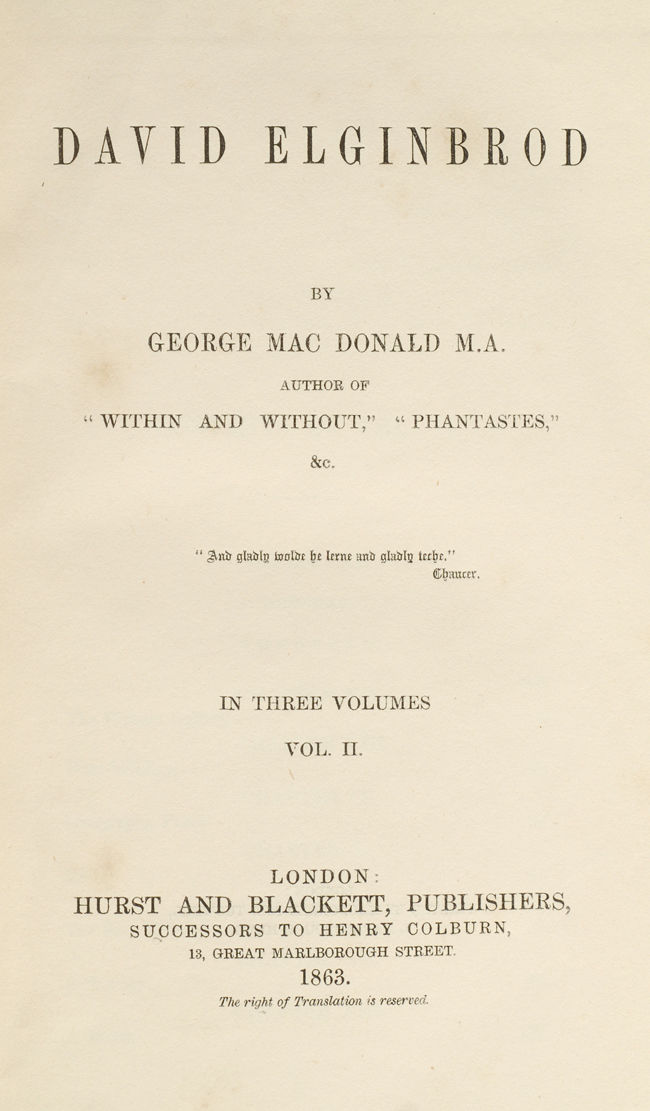 DAVID ELGINBROD
BY
GEORGE MAC DONALD M.A.
AUTHOR OF
“ WITHIN AND WITHOUT,” “ PHANTASTES,”
&c.
“ And gladly wolde he lerne and gladly teche.”
Chaucer.
IN THREE VOLUMES
VOL. II.
LONDON:
HURST AND BLACKETT, PUBLISHERS,
SUCCESSORS TO HENRY COLBURN,
13, GREAT MARLBOROUGH STREET.
1863.
The right of Translation is reserved.